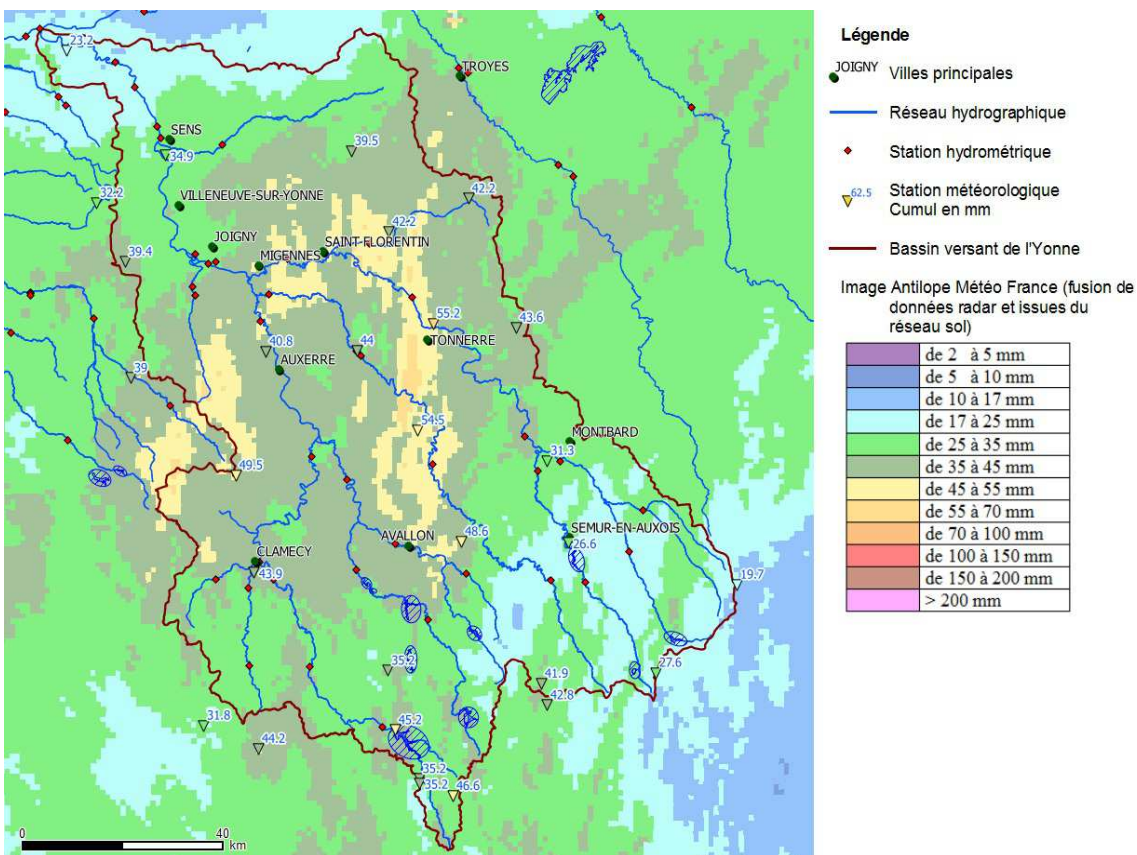 23.2
TROYES
SENS
34.9
39.5
32.2
42.2
VILLENEUVE-SUR-YONNE
42.2
JOIGNY
SAINT-FLORENTIN
39.4
MIGENNES
55.2
43.6
TONNERRE
40.8
44
AUXERRE
39
54.5
MONTBARD
31.3
49.5
SEMUR-EN-AUXOIS
26.6
AVALLON
48.6
CLAMECY
43.9
19.7
35.2
27.6
41.9
42.8
31.8
45.2
44.2
35.2
35.2
46.6
0
40
km
Légende
JOIGNY
Villes principales
Réseau hydrographique
Station hydrométrique
62.5
Station météorologique
Cumul en mm
Bassin versant de l'Yonne
Image Antilope Météo France (fusion de
données radar et issues du
réseau sol)
de 2 à 5 mm
de 5 à 10 mm
de 10 à 17 mm
de 17 à 25 mm
de 25 à 35 mm
de 35 à 45 mm
de 45 à 55 mm
de 55 à 70 mm
de 70 à 100 mm
de 100 à 150 mm
de 150 à 200 mm
> 200 mm